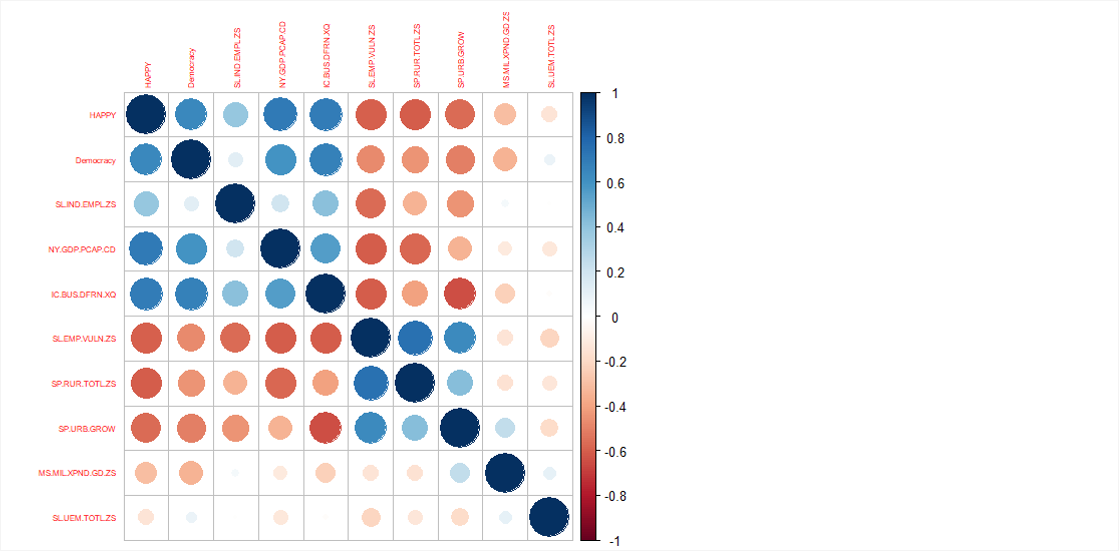 HAPPY
Democracy
SL.IND.EMPL.ZS
NY.GDP.PCAP.CD
IC.BUS.DFRN.XQ
SL.EMP.VULN.ZS
SP.RUR.TOTL.ZS
SP.URB.GROW
MS.MIL.XPND.GD.ZS
SL.UEM.TOTL.ZS
HAPPY
Democracy
SL.IND.EMPL.ZS
NY.GDP.PCAP.CD
IC.BUS.DFRN.XQ
SL.EMP.VULN.ZS
SP.RUR.TOTL.ZS
SP.URB.GROW
MS.MIL.XPND.GD.ZS
SL.UEM.TOTL.ZS
1
0.8
0.6
0.4
0.2
0
-0.2
-0.4
-0.6
-0.8
-1